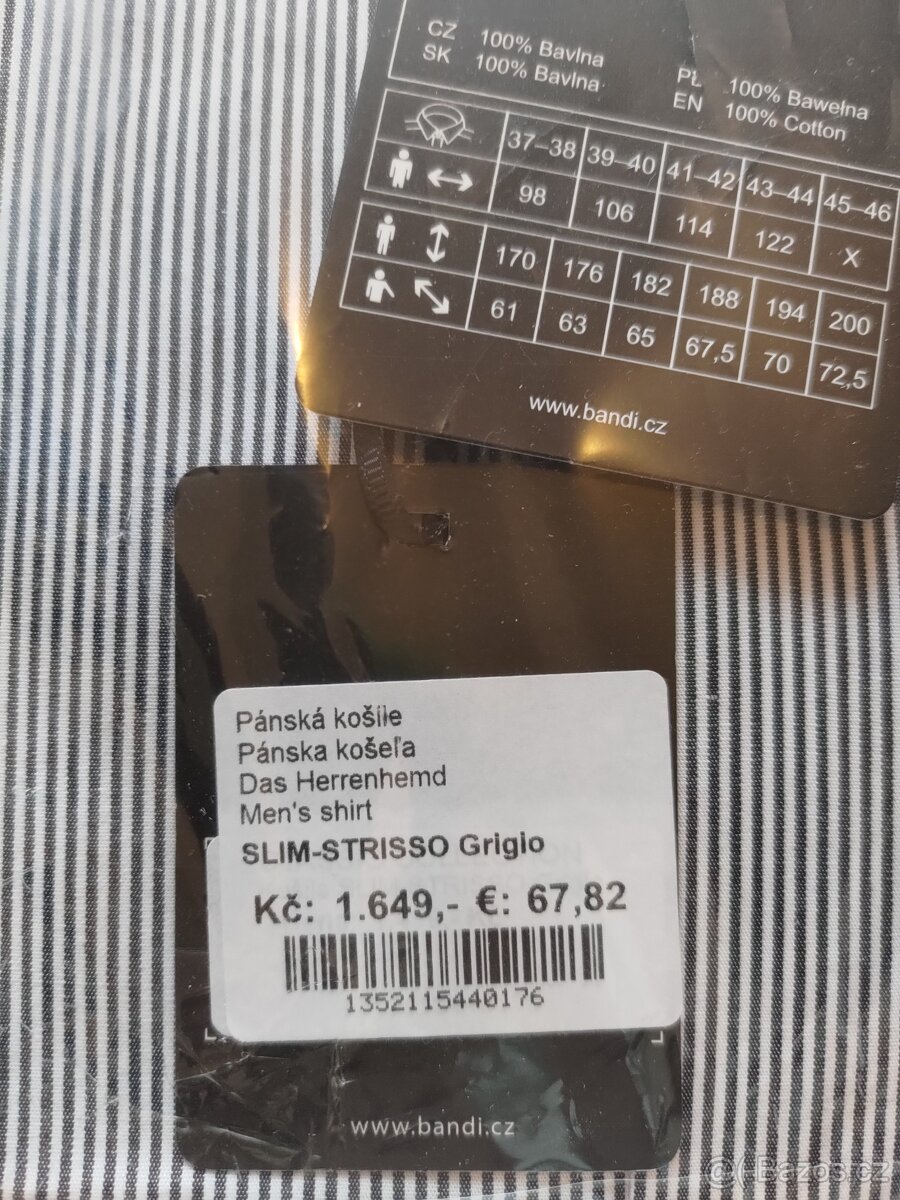 CZ 100% Bavlna
SK 100% Bavlna
PL 100% Bawełna
EN 100% Cotton
37–38 39–40 41–42 43–44 45–46
98 106 114 122 X
170 176 182 188 194 200
61 63 65 67,5 70 72,5
www.bandi.cz
Pánská košile
Pánska košeľa
Das Herrenhemd
Men's shirt
SLIM-STRISSO Grigio
Kč: 1.649,- €: 67,82
1352115440176
www.bandi.cz
@ Bazos.cz